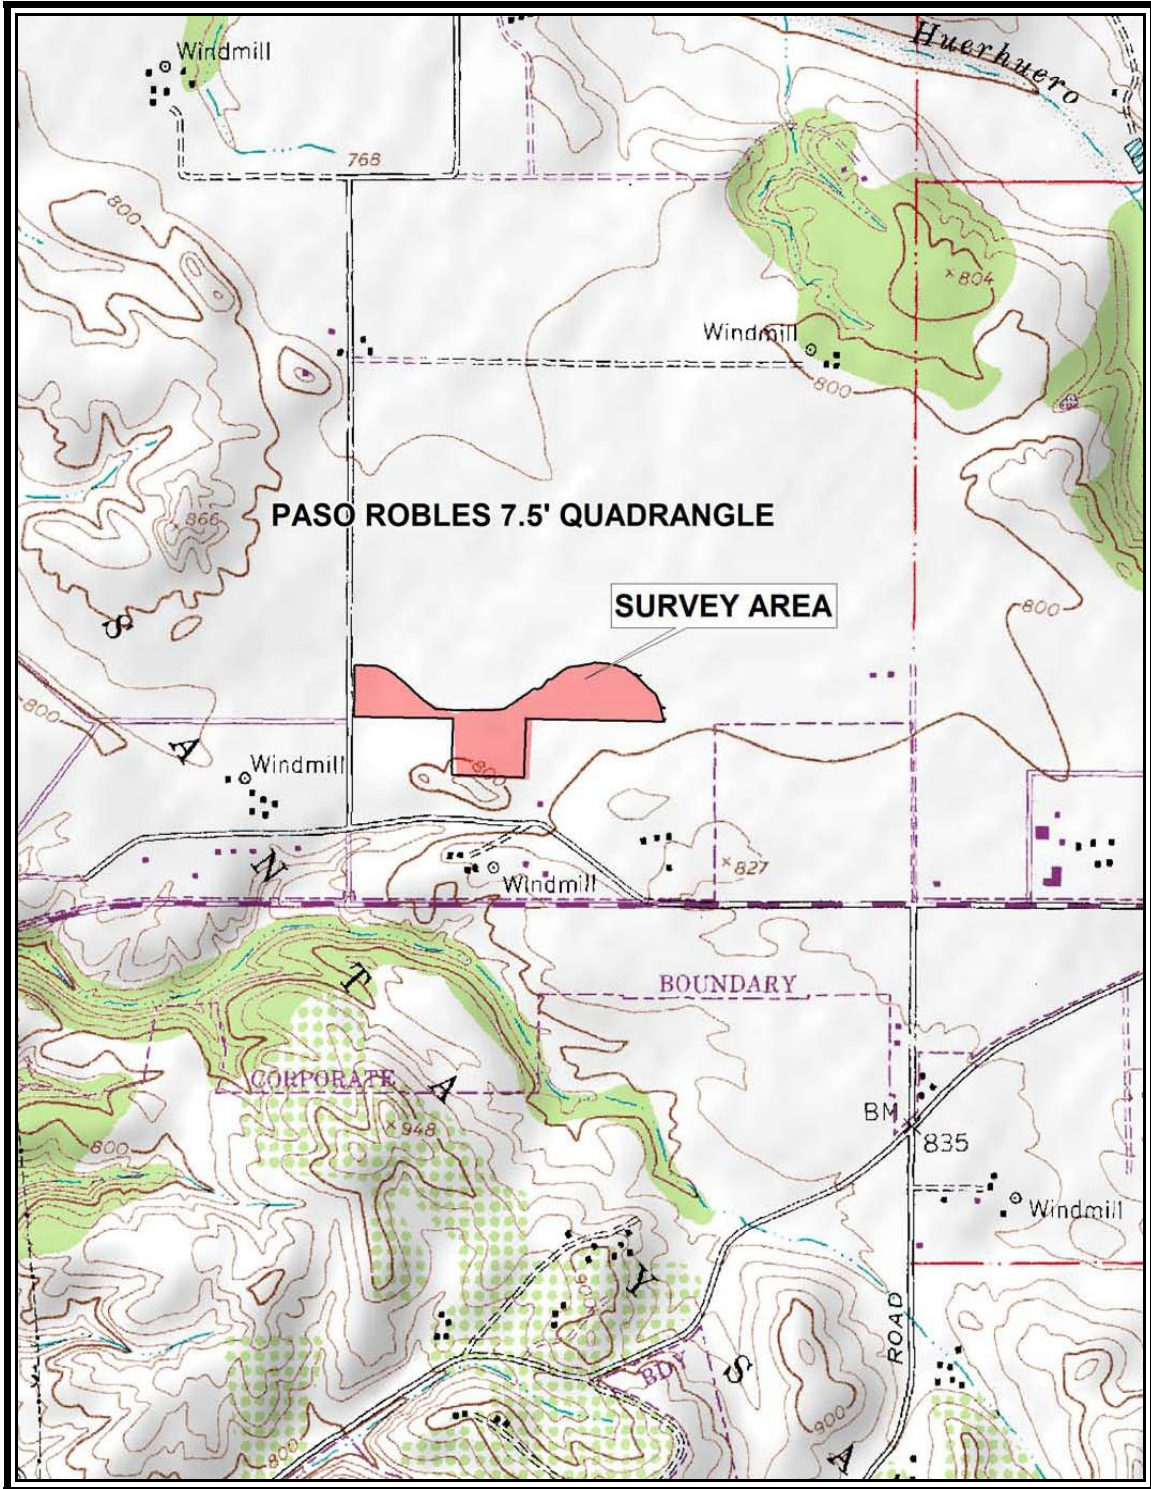 Huerhuero
Windmill
768
800
804
Windmill
800
866
PASO ROBLES 7.5' QUADRANGLE
SURVEY AREA
800
S
800
A
Windmill
800
N
827
Windmill
T
BOUNDARY
CORPORATE
A
948
BM
835
800
Windmill
Y
900
ROAD
BDY
S
900
800
A